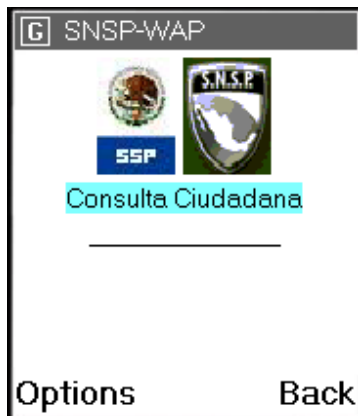 G SNSP-WAP
S.N.S.P.
SSP
Consulta Ciudadana
Options Back